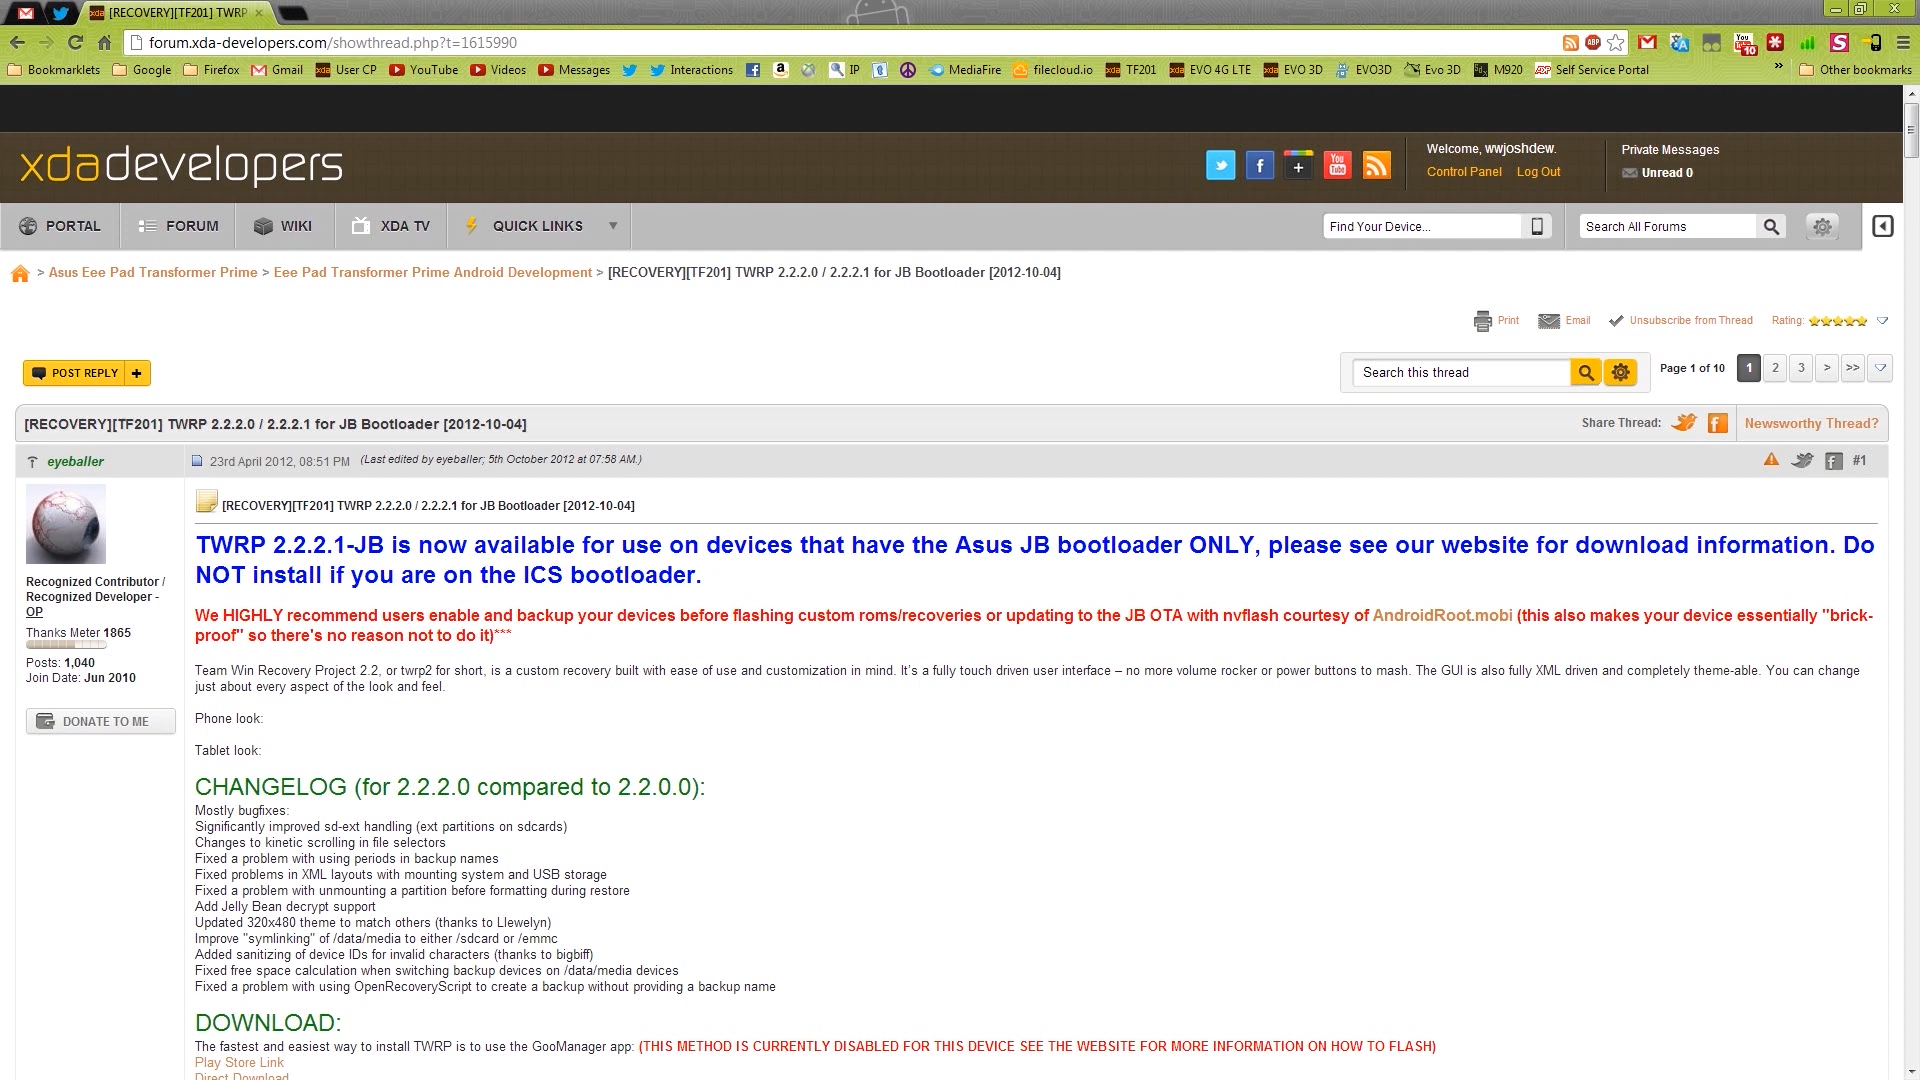 [RECOVERY][TF201] TWRP
forum.xda-developers.com/showthread.php?t=1615990
Bookmarklets Google Firefox Gmail User CP YouTube Videos Messages Interactions IP MediaFire filecloud.io TF201 EVO 4G LTE EVO 3D EVO3D Evo 3D M920 ADP Self Service Portal » Other bookmarks
xdadevelopers
Welcome, wwjoshdew.
Control Panel Log Out
Private Messages
Unread 0
PORTAL FORUM WIKI XDA TV QUICK LINKS
Find Your Device...
Search All Forums
> Asus Eee Pad Transformer Prime > Eee Pad Transformer Prime Android Development > [RECOVERY][TF201] TWRP 2.2.2.0 / 2.2.2.1 for JB Bootloader [2012-10-04]
Print Email Unsubscribe from Thread Rating:
POST REPLY +
Search this thread
Page 1 of 10 1 2 3 > >>
[RECOVERY][TF201] TWRP 2.2.2.0 / 2.2.2.1 for JB Bootloader [2012-10-04]
Share Thread: Newsworthy Thread?
eyeballer
23rd April 2012, 08:51 PM (Last edited by eyeballer; 5th October 2012 at 07:58 AM.)
#1
Recognized Contributor /
Recognized Developer -
OP
Thanks Meter 1865
Posts: 1,040
Join Date: Jun 2010
DONATE TO ME
[RECOVERY][TF201] TWRP 2.2.2.0 / 2.2.2.1 for JB Bootloader [2012-10-04]
TWRP 2.2.2.1-JB is now available for use on devices that have the Asus JB bootloader ONLY, please see our website for download information. Do
NOT install if you are on the ICS bootloader.
We HIGHLY recommend users enable and backup your devices before flashing custom roms/recoveries or updating to the JB OTA with nvflash courtesy of AndroidRoot.mobi (this also makes your device essentially "brick-
proof" so there's no reason not to do it)***
Team Win Recovery Project 2.2, or twrp2 for short, is a custom recovery built with ease of use and customization in mind. It’s a fully touch driven user interface – no more volume rocker or power buttons to mash. The GUI is also fully XML driven and completely theme-able. You can change
just about every aspect of the look and feel.
Phone look:
Tablet look:
CHANGELOG (for 2.2.2.0 compared to 2.2.0.0):
Mostly bugfixes:
Significantly improved sd-ext handling (ext partitions on sdcards)
Changes to kinetic scrolling in file selectors
Fixed a problem with using periods in backup names
Fixed problems in XML layouts with mounting system and USB storage
Fixed a problem with unmounting a partition before formatting during restore
Add Jelly Bean decrypt support
Updated 320x480 theme to match others (thanks to Llewelyn)
Improve "symlinking" of /data/media to either /sdcard or /emmc
Added sanitizing of device IDs for invalid characters (thanks to bigbiff)
Fixed free space calculation when switching backup devices on /data/media devices
Fixed a problem with using OpenRecoveryScript to create a backup without providing a backup name
DOWNLOAD:
The fastest and easiest way to install TWRP is to use the GooManager app: (THIS METHOD IS CURRENTLY DISABLED FOR THIS DEVICE SEE THE WEBSITE FOR MORE INFORMATION ON HOW TO FLASH)
Play Store Link
Direct Download